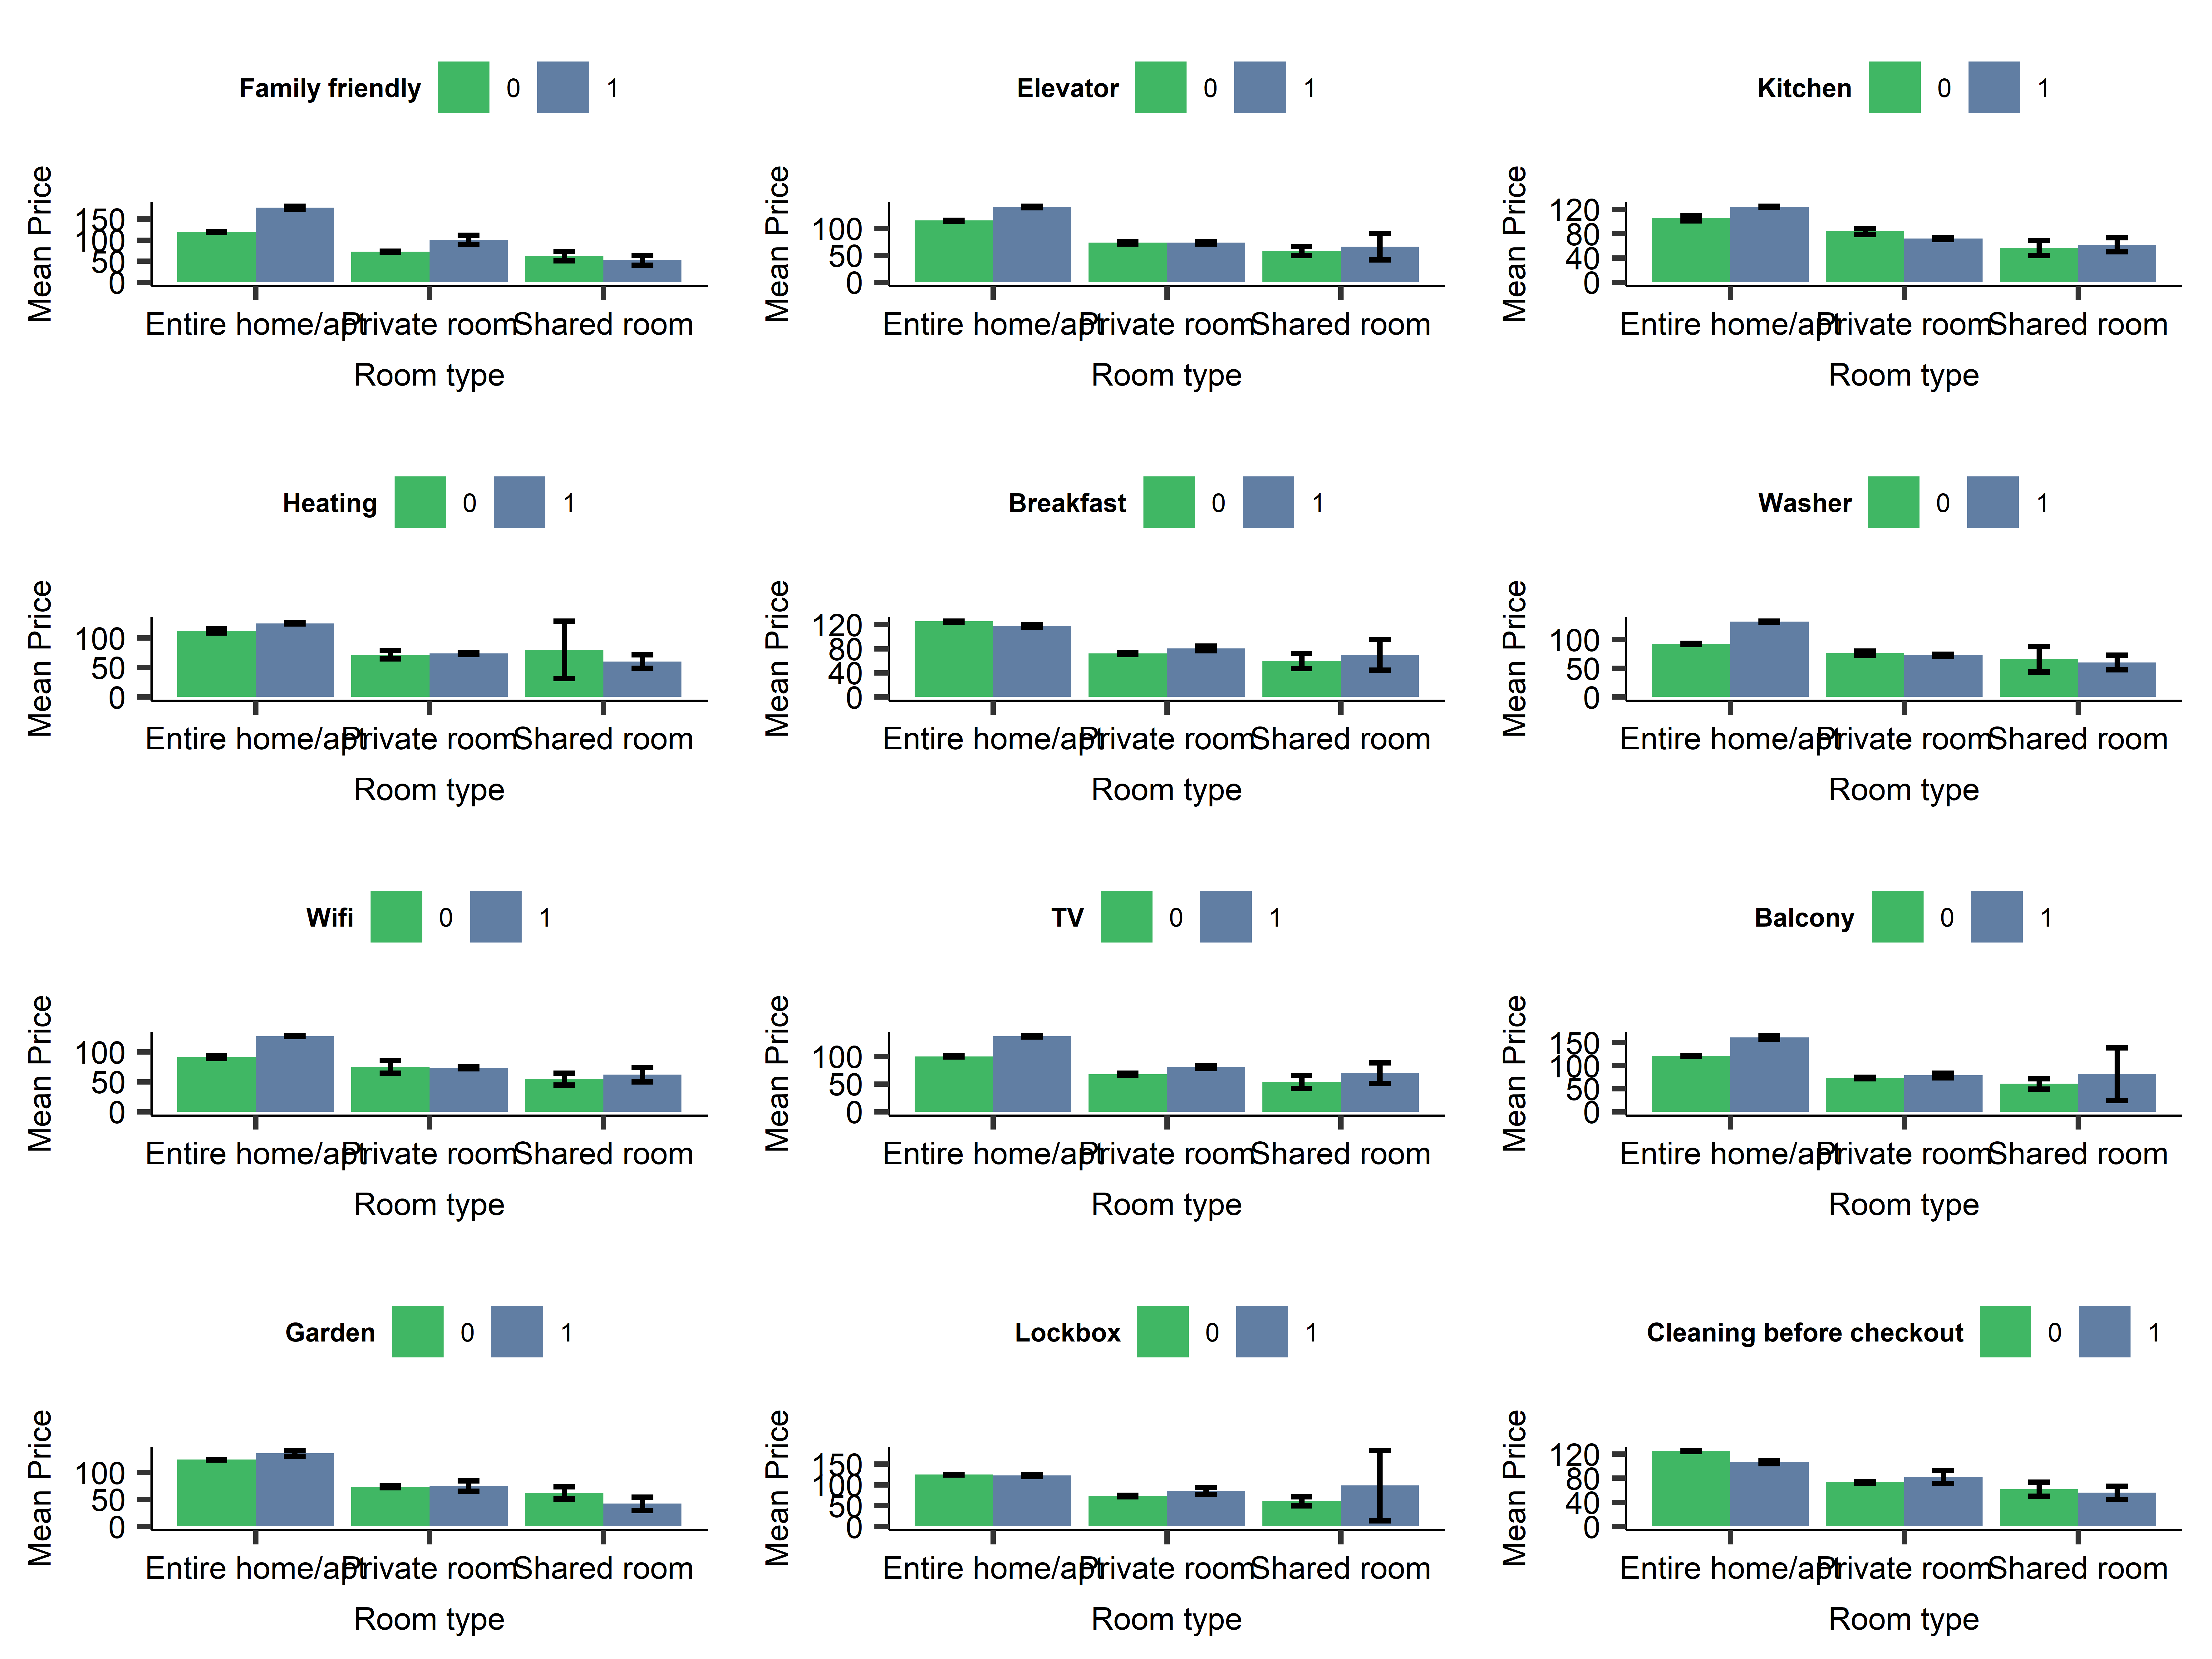 Family friendly 0 1
Elevator 0 1
Kitchen 0 1
Mean Price
150
100
50
0
Entire home/apt Private room Shared room
Room type
Mean Price
100
50
0
Entire home/apt Private room Shared room
Room type
Mean Price
120
80
40
0
Entire home/apt Private room Shared room
Room type
Heating 0 1
Breakfast 0 1
Washer 0 1
Mean Price
100
50
0
Entire home/apt Private room Shared room
Room type
Mean Price
120
80
40
0
Entire home/apt Private room Shared room
Room type
Mean Price
100
50
0
Entire home/apt Private room Shared room
Room type
Wifi 0 1
TV 0 1
Balcony 0 1
Mean Price
100
50
0
Entire home/apt Private room Shared room
Room type
Mean Price
100
50
0
Entire home/apt Private room Shared room
Room type
Mean Price
150
100
50
0
Entire home/apt Private room Shared room
Room type
Garden 0 1
Lockbox 0 1
Cleaning before checkout 0 1
Mean Price
100
50
0
Entire home/apt Private room Shared room
Room type
Mean Price
150
100
50
0
Entire home/apt Private room Shared room
Room type
Mean Price
120
80
40
0
Entire home/apt Private room Shared room
Room type